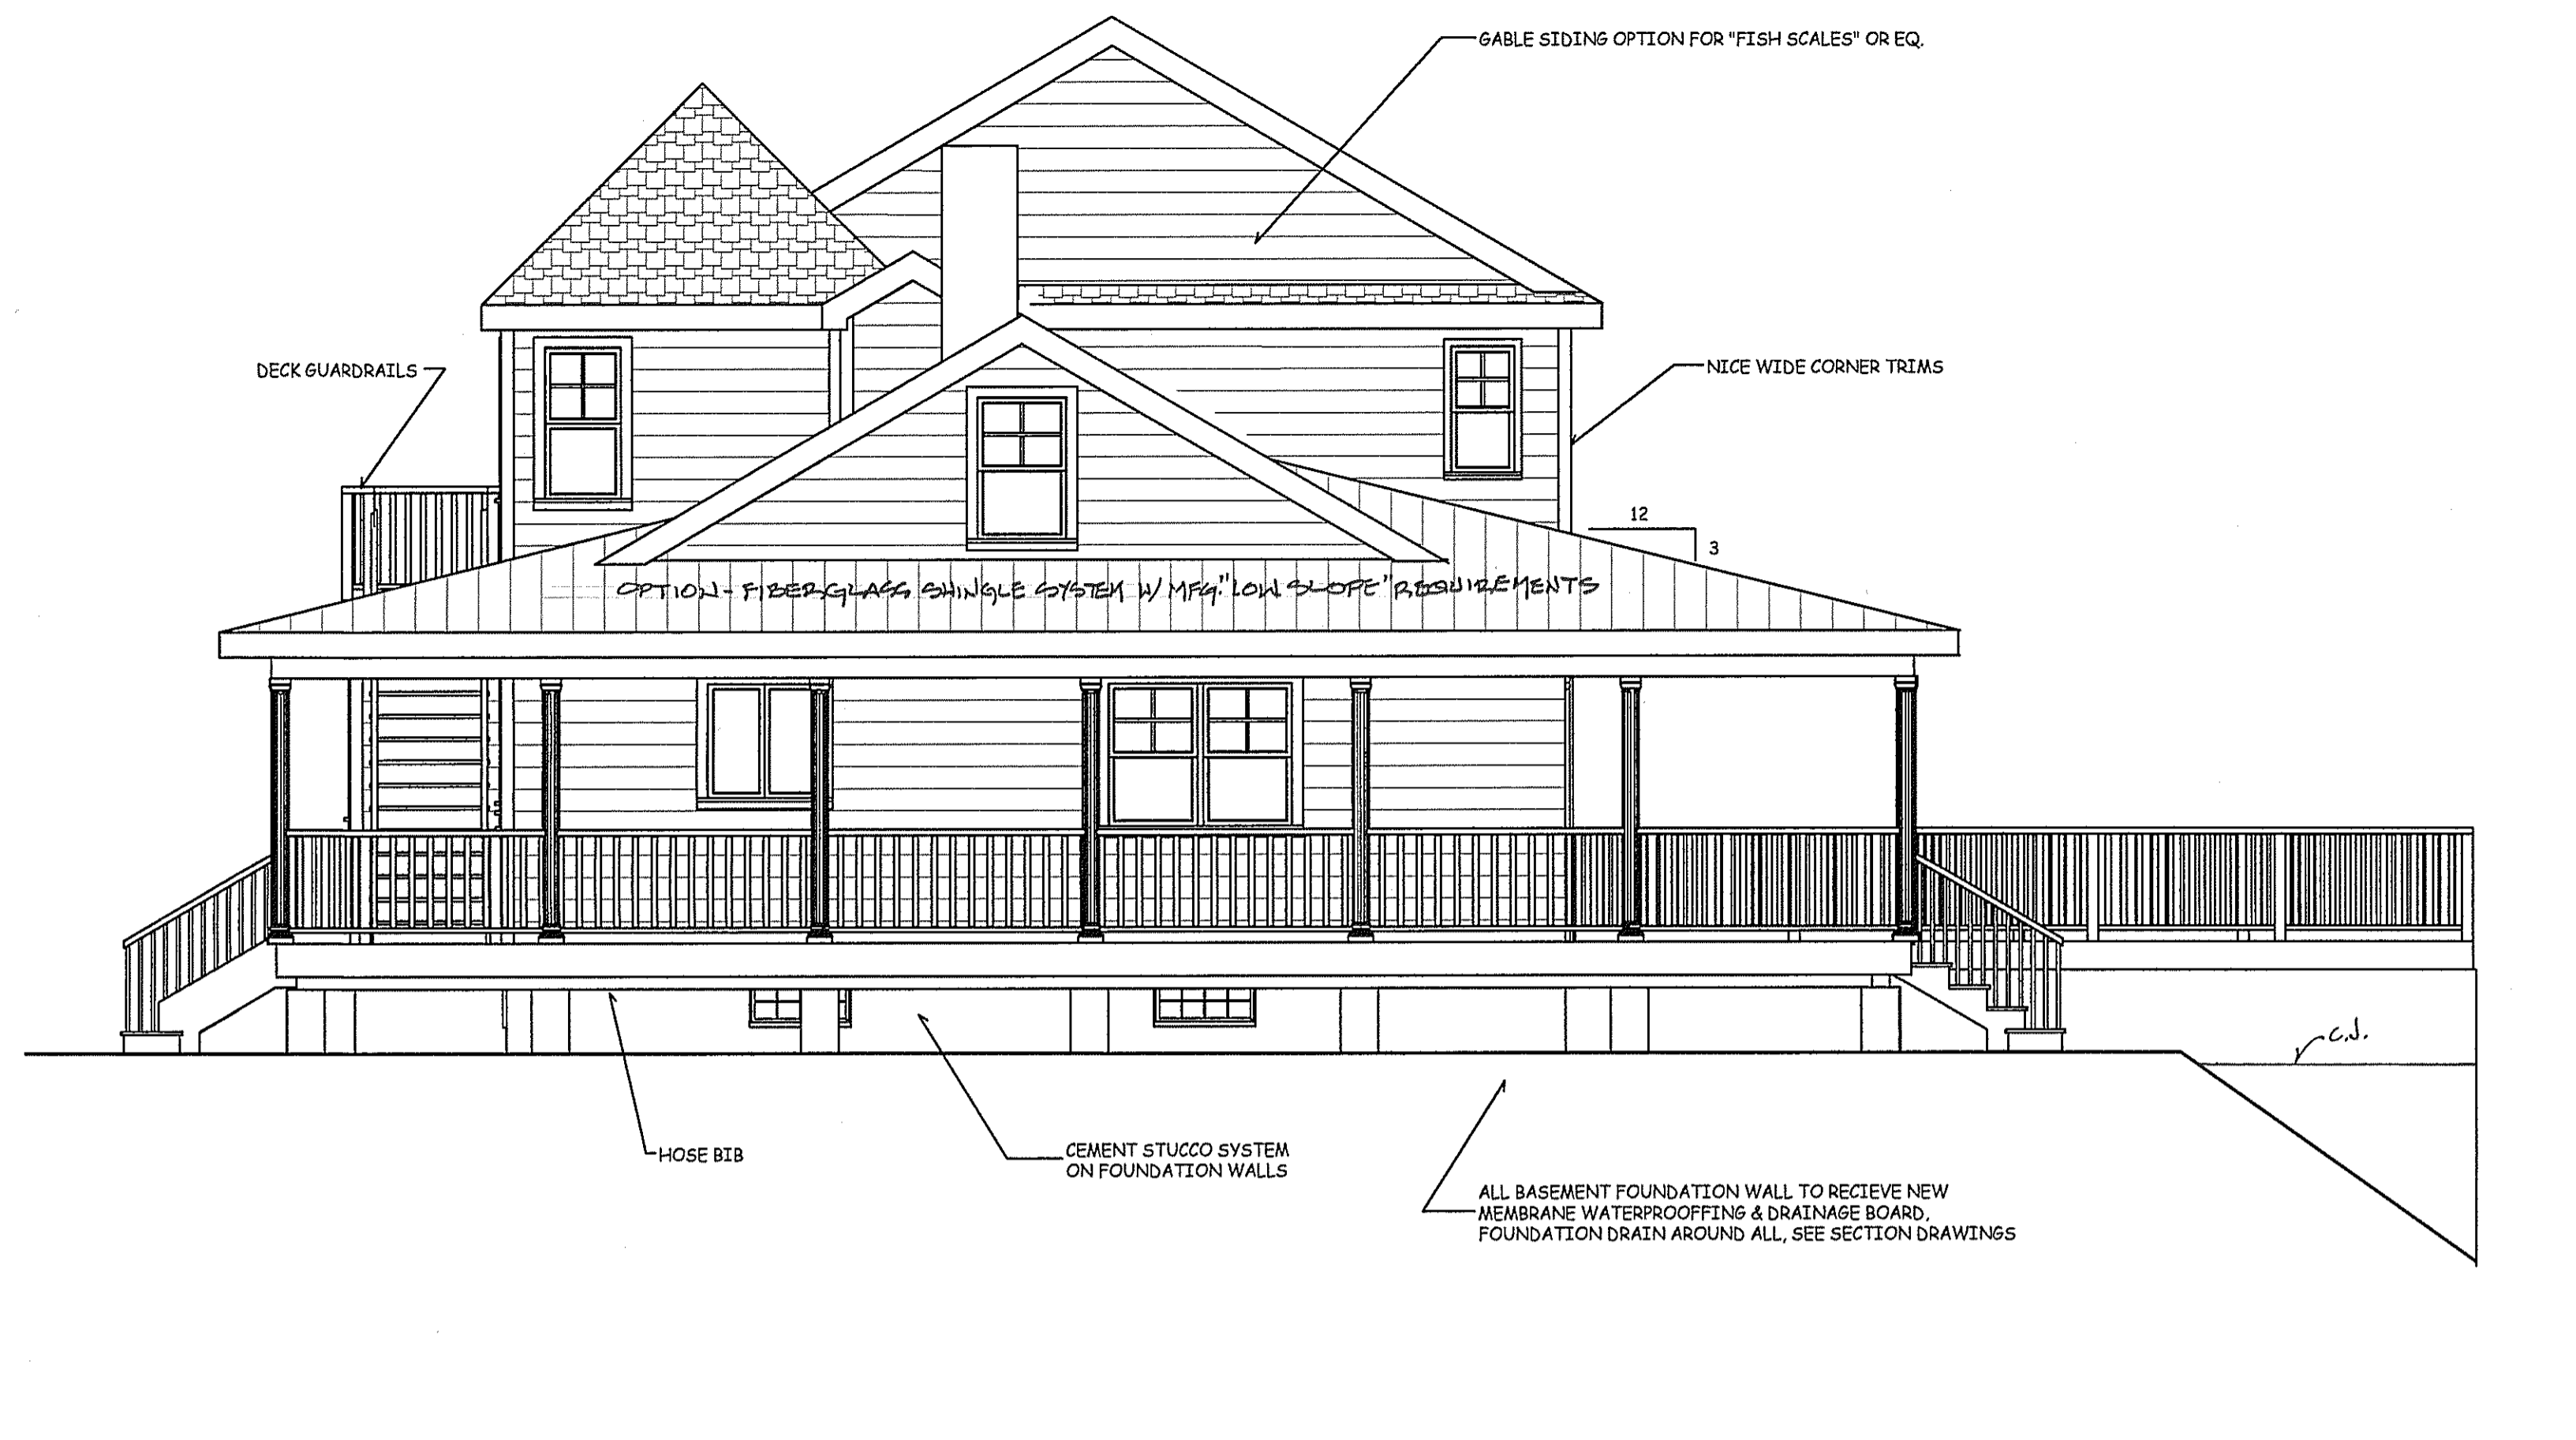 GABLE SIDING OPTION FOR "FISH SCALES" OR EQ.
DECK GUARDRAILS
NICE WIDE CORNER TRIMS
12
3
OPTION - FIBERGLASS SHINGLE SYSTEM W/ MFG. "LOW SLOPE" REQUIREMENTS
C.J.
HOSE BIB
CEMENT STUCCO SYSTEM
ON FOUNDATION WALLS
ALL BASEMENT FOUNDATION WALL TO RECIEVE NEW
MEMBRANE WATERPROOFFING & DRAINAGE BOARD,
FOUNDATION DRAIN AROUND ALL, SEE SECTION DRAWINGS